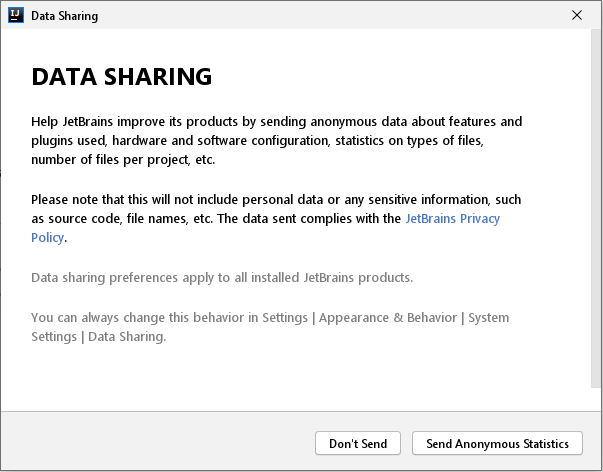 IJ
Data Sharing
DATA SHARING
Help JetBrains improve its products by sending anonymous data about features and
plugins used, hardware and software configuration, statistics on types of files,
number of files per project, etc.
Please note that this will not include personal data or any sensitive information, such
as source code, file names, etc. The data sent complies with the JetBrains Privacy
Policy.
Data sharing preferences apply to all installed JetBrains products.
You can always change this behavior in Settings | Appearance & Behavior | System
Settings | Data Sharing.
Don't Send
Send Anonymous Statistics